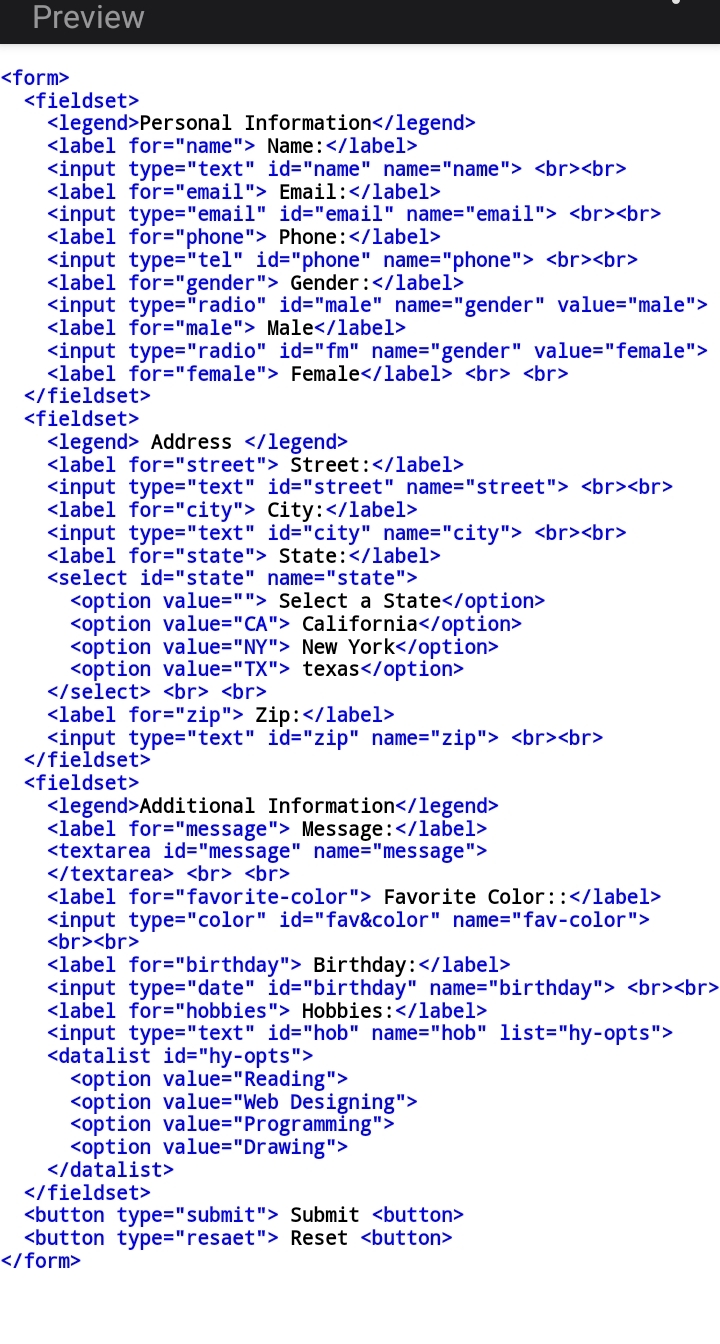 Preview
<form>
<fieldset>
<legend>Personal Information</legend>
<label for="name"> Name:</label>
<input type="text" id="name" name="name"> <br><br>
<label for="email"> Email:</label>
<input type="email" id="email" name="email"> <br><br>
<label for="phone"> Phone:</label>
<input type="tel" id="phone" name="phone"> <br><br>
<label for="gender"> Gender:</label>
<input type="radio" id="male" name="gender" value="male">
<label for="male"> Male</label>
<input type="radio" id="fm" name="gender" value="female">
<label for="female"> Female</label> <br> <br>
</fieldset>
<fieldset>
<legend> Address </legend>
<label for="street"> Street:</label>
<input type="text" id="street" name="street"> <br><br>
<label for="city"> City:</label>
<input type="text" id="city" name="city"> <br><br>
<label for="state"> State:</label>
<select id="state" name="state">
<option value=""> Select a State</option>
<option value="CA"> California</option>
<option value="NY"> New York</option>
<option value="TX"> texas</option>
</select> <br> <br>
<label for="zip"> Zip:</label>
<input type="text" id="zip" name="zip"> <br><br>
</fieldset>
<fieldset>
<legend>Additional Information</legend>
<label for="message"> Message:</label>
<textarea id="message" name="message">
</textarea> <br> <br>
<label for="favorite-color"> Favorite Color::</label>
<input type="color" id="fav&color" name="fav-color">
<br><br>
<label for="birthday"> Birthday:</label>
<input type="date" id="birthday" name="birthday"> <br><br>
<label for="hobbies"> Hobbies:</label>
<input type="text" id="hob" name="hob" list="hy-opts">
<datalist id="hy-opts">
<option value="Reading">
<option value="Web Designing">
<option value="Programming">
<option value="Drawing">
</datalist>
</fieldset>
<button type="submit"> Submit <button>
<button type="resaet"> Reset <button>
</form>